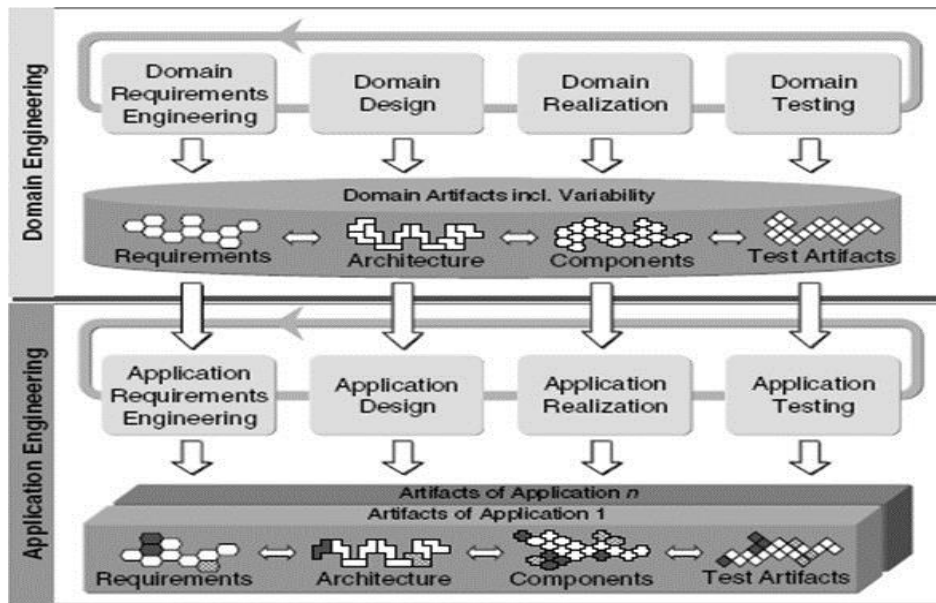 Domain Engineering
Domain
Requirements
Engineering
Domain
Design
Domain
Realization
Domain
Testing
Domain Artifacts incl. Variability
Requirements
Architecture
Components
Test Artifacts
Application Engineering
Application
Requirements
Engineering
Application
Design
Application
Realization
Application
Testing
Artifacts of Application n
Artifacts of Application 1
Requirements
Architecture
Components
Test Artifacts